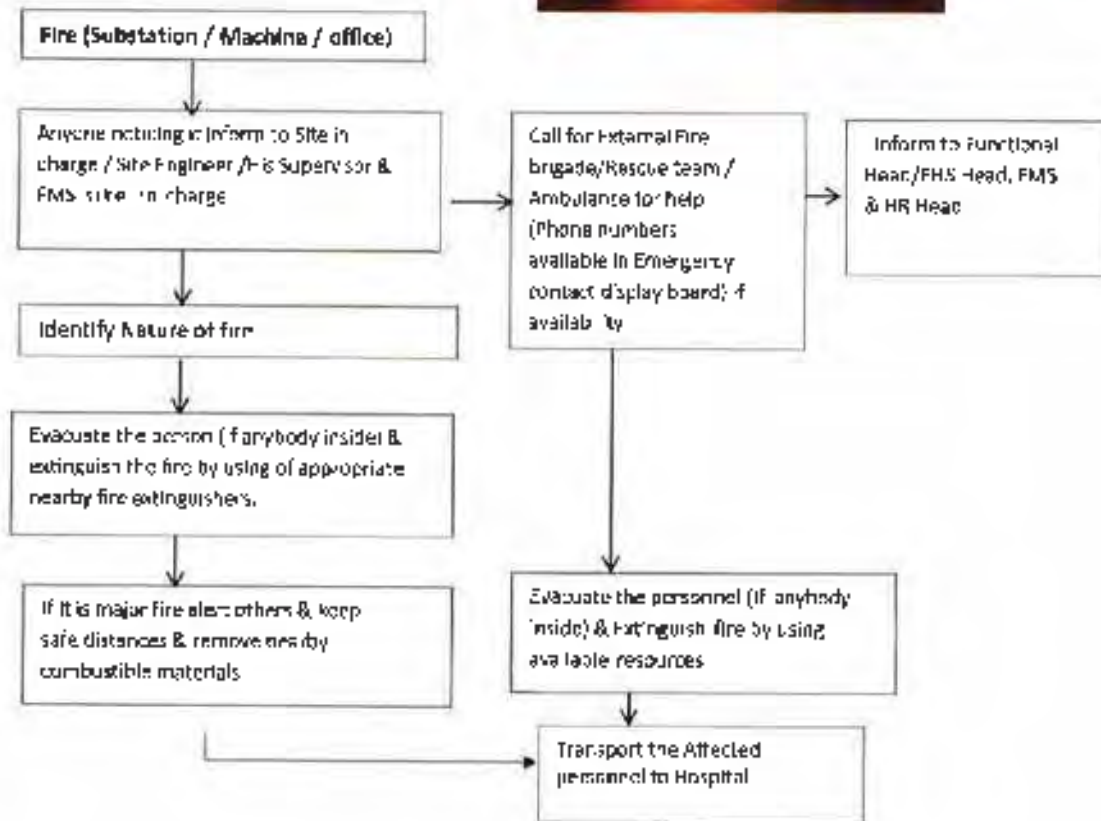 Fire (Substation / Machine / office)
Anyone noticing it Inform to Site in
charge / Site Engineer /His Supervisor &
FMS in charge
Identify Nature of fire
Evacuate the person (If anybody inside) &
extinguish the fire by using of appropriate
nearby fire extinguishers.
If It is major fire alert others & keep
safe distances & remove nearby
combustible materials
Call for External Fire
brigade/Rescue team /
Ambulance for help
(Phone numbers
available in Emergency
contact display board) if
availability
Inform to Functional
Head/EHS Head, FMS
& HR Head
Evacuate the personnel (If anybody
inside) & Extinguish fire by using
available resources
Transport the Affected
personnel to Hospital